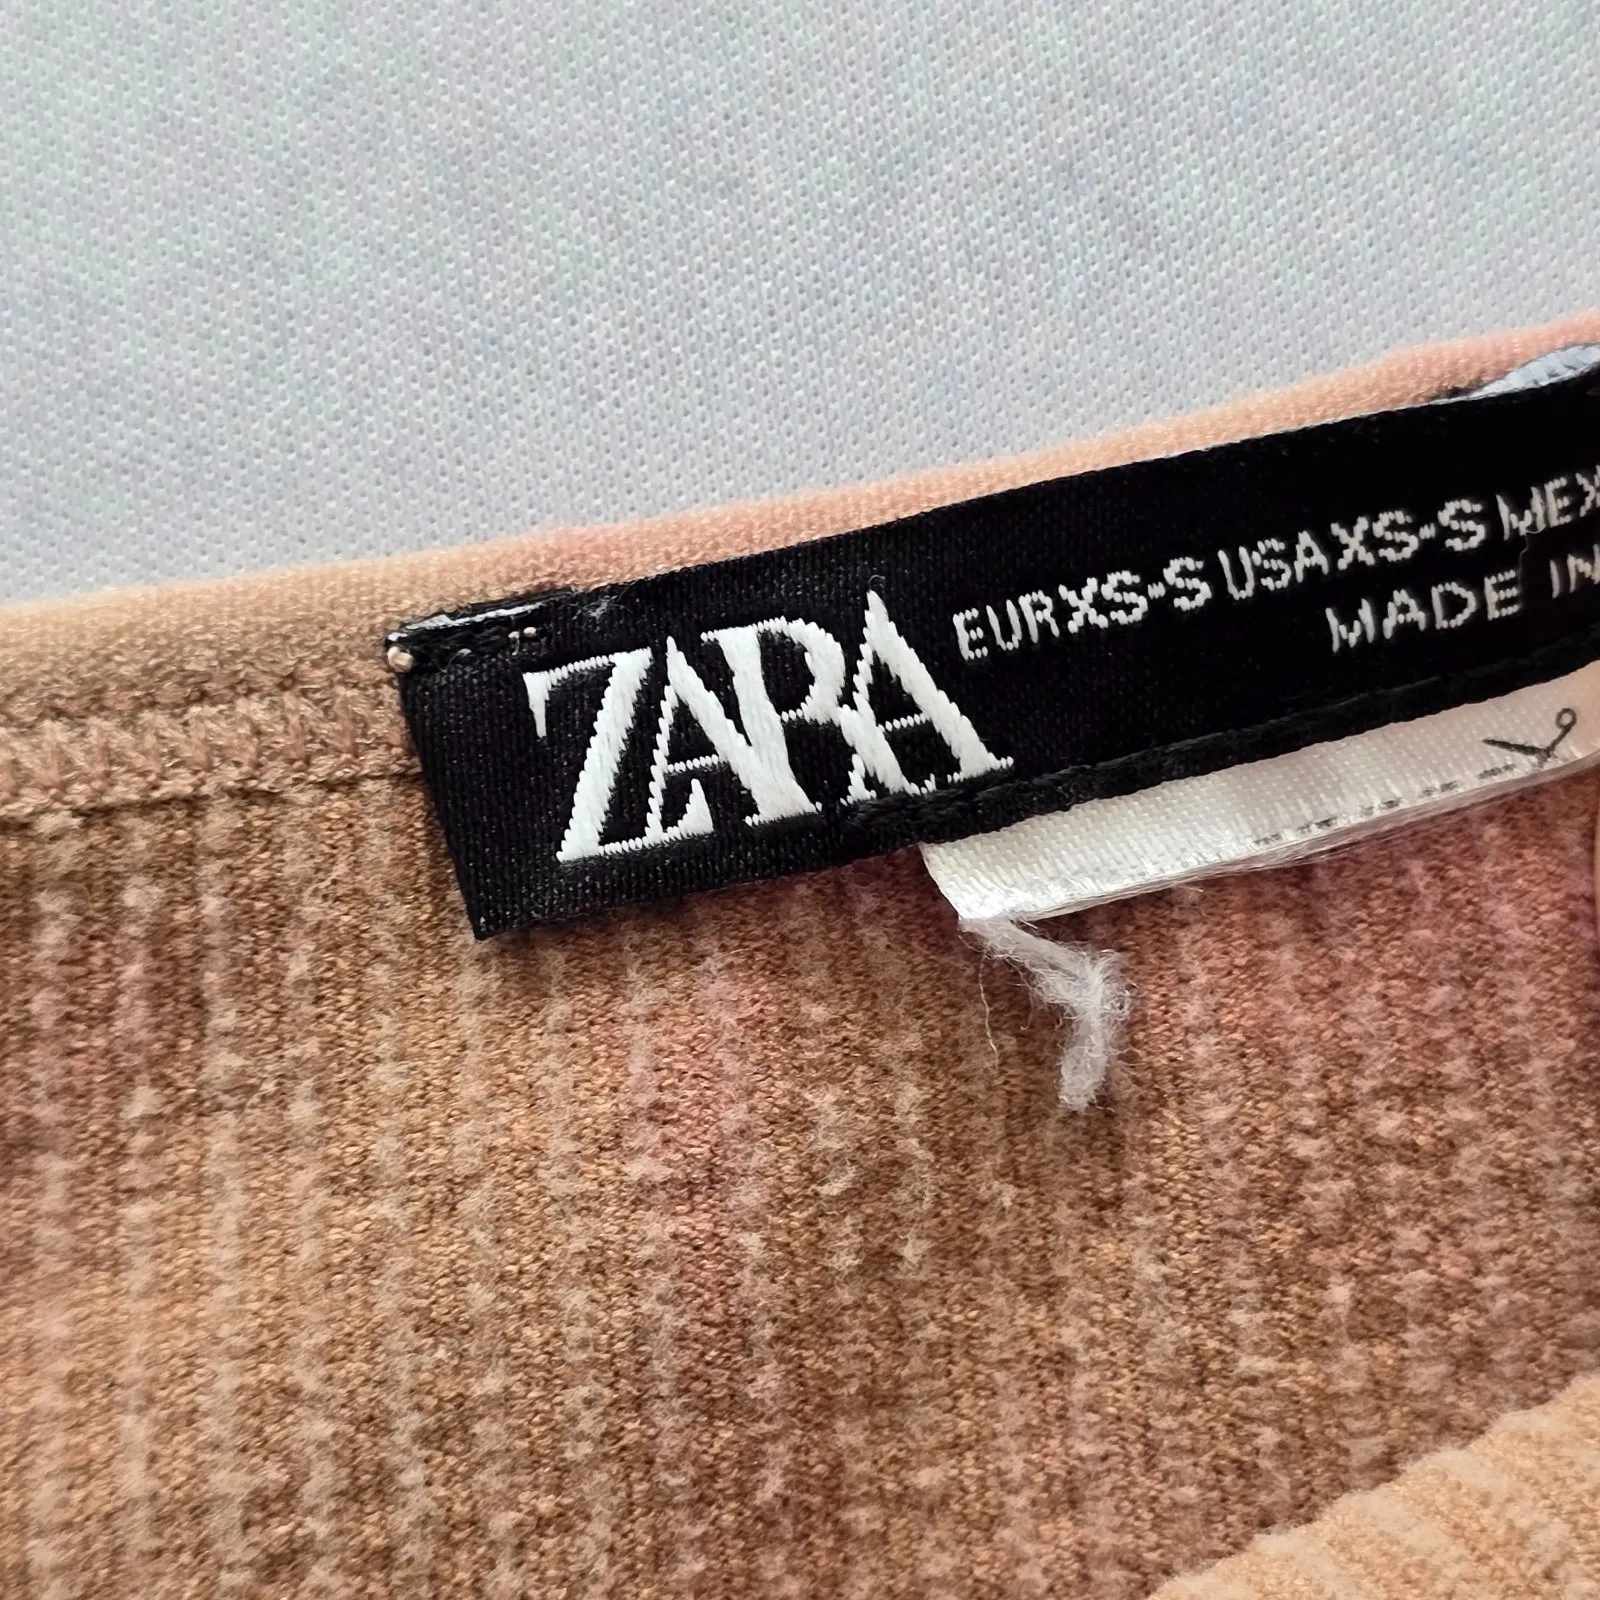 ZARA
EUR XS-S USA XS-S MEX
MADE IN